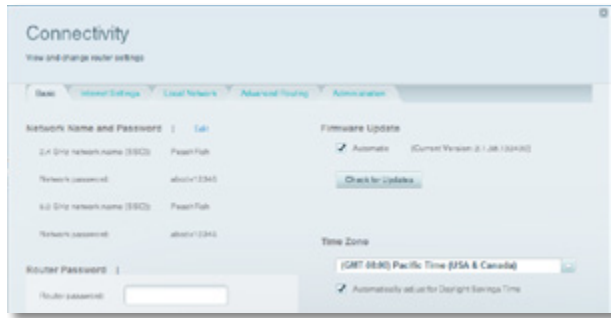 Connectivity
View and change router settings
Basic Internet Settings Local Network Advanced Routing Administration
Network Name and Password | Edit
2.4 GHz network name (SSID):
Network password:
5.0 GHz network name (SSID):
Network password:
Router Password |
Router password:
Firmware Update
Automatic (Current Version:
Check for Updates
Time Zone
(GMT-08:00) Pacific Time (USA & Canada)
Automatically adjust for Daylight Savings Time